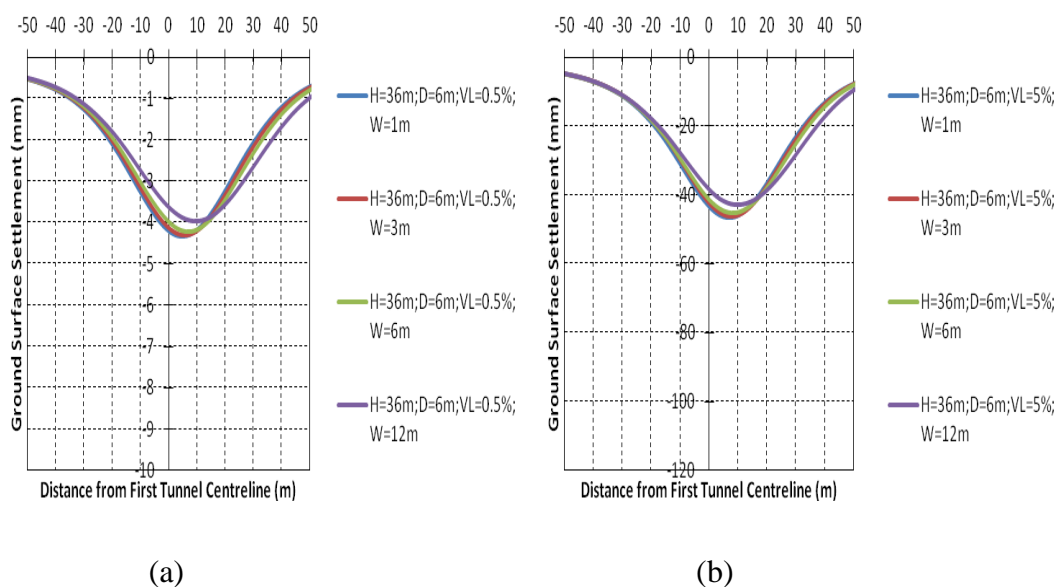 -50 -40 -30 -20 -10 0 10 20 30 40 50
0
-1
-2
-3
-4
-5
-6
-7
-8
-9
-10
Ground Surface Settlement (mm)
Distance from First Tunnel Centreline (m)
H=36m;D=6m;VL=0.5%;
W=1m
H=36m;D=6m;VL=0.5%;
W=3m
H=36m;D=6m;VL=0.5%;
W=6m
H=36m;D=6m;VL=0.5%;
W=12m
(a)
-50 -40 -30 -20 -10 0 10 20 30 40 50
0
-20
-40
-60
-80
-100
-120
Ground Surface Settlement (mm)
Distance from First Tunnel Centreline (m)
H=36m;D=6m;VL=5%;
W=1m
H=36m;D=6m;VL=5%;
W=3m
H=36m;D=6m;VL=5%;
W=6m
H=36m;D=6m;VL=5%;
W=12m
(b)